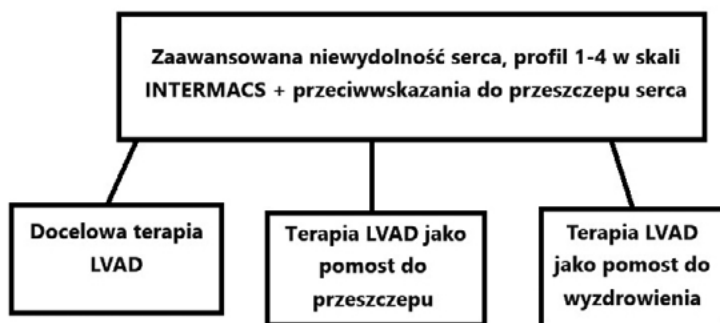 Zaawansowana niewydolność serca, profil 1-4 w skali
INTERMACS + przeciwwskazania do przeszczepu serca
Docelowa terapia
LVAD
Terapia LVAD jako
pomost do
przeszczepu
Terapia LVAD
jako pomost do
wyzdrowienia